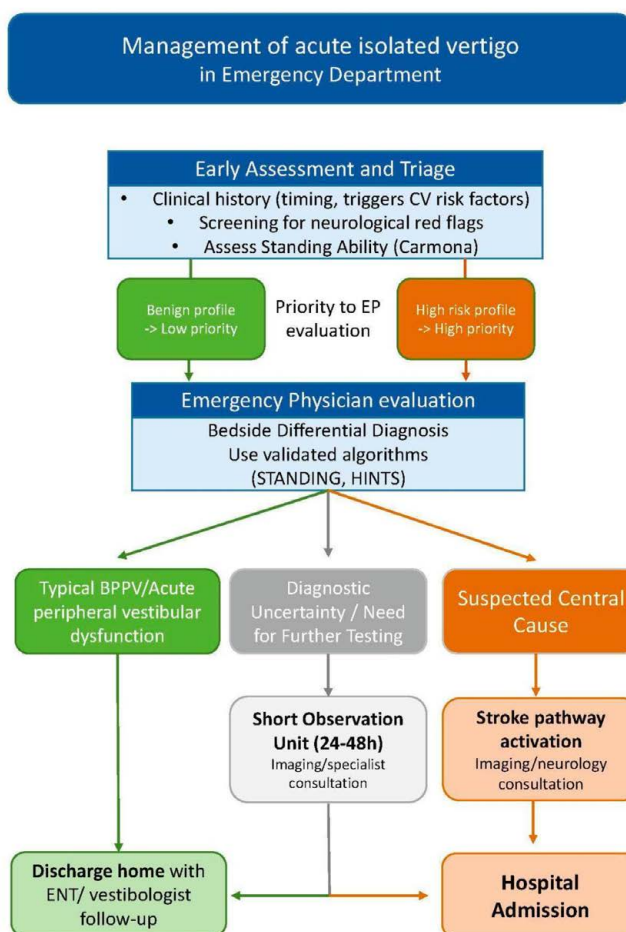 Management of acute isolated vertigo
in Emergency Department
Early Assessment and Triage
• Clinical history (timing, triggers CV risk factors)
• Screening for neurological red flags
• Assess Standing Ability (Carmona)
Benign profile
-> Low priority
Priority to EP
evaluation
High risk profile
-> High priority
Emergency Physician evaluation
Bedside Differential Diagnosis
Use validated algorithms
(STANDING, HINTS)
Typical BPPV/Acute
peripheral vestibular
dysfunction
Diagnostic
Uncertainty / Need
for Further Testing
Suspected Central
Cause
Short Observation
Unit (24-48h)
Imaging/specialist
consultation
Stroke pathway
activation
Imaging/neurology
consultation
Discharge home with
ENT/ vestibologist
follow-up
Hospital
Admission